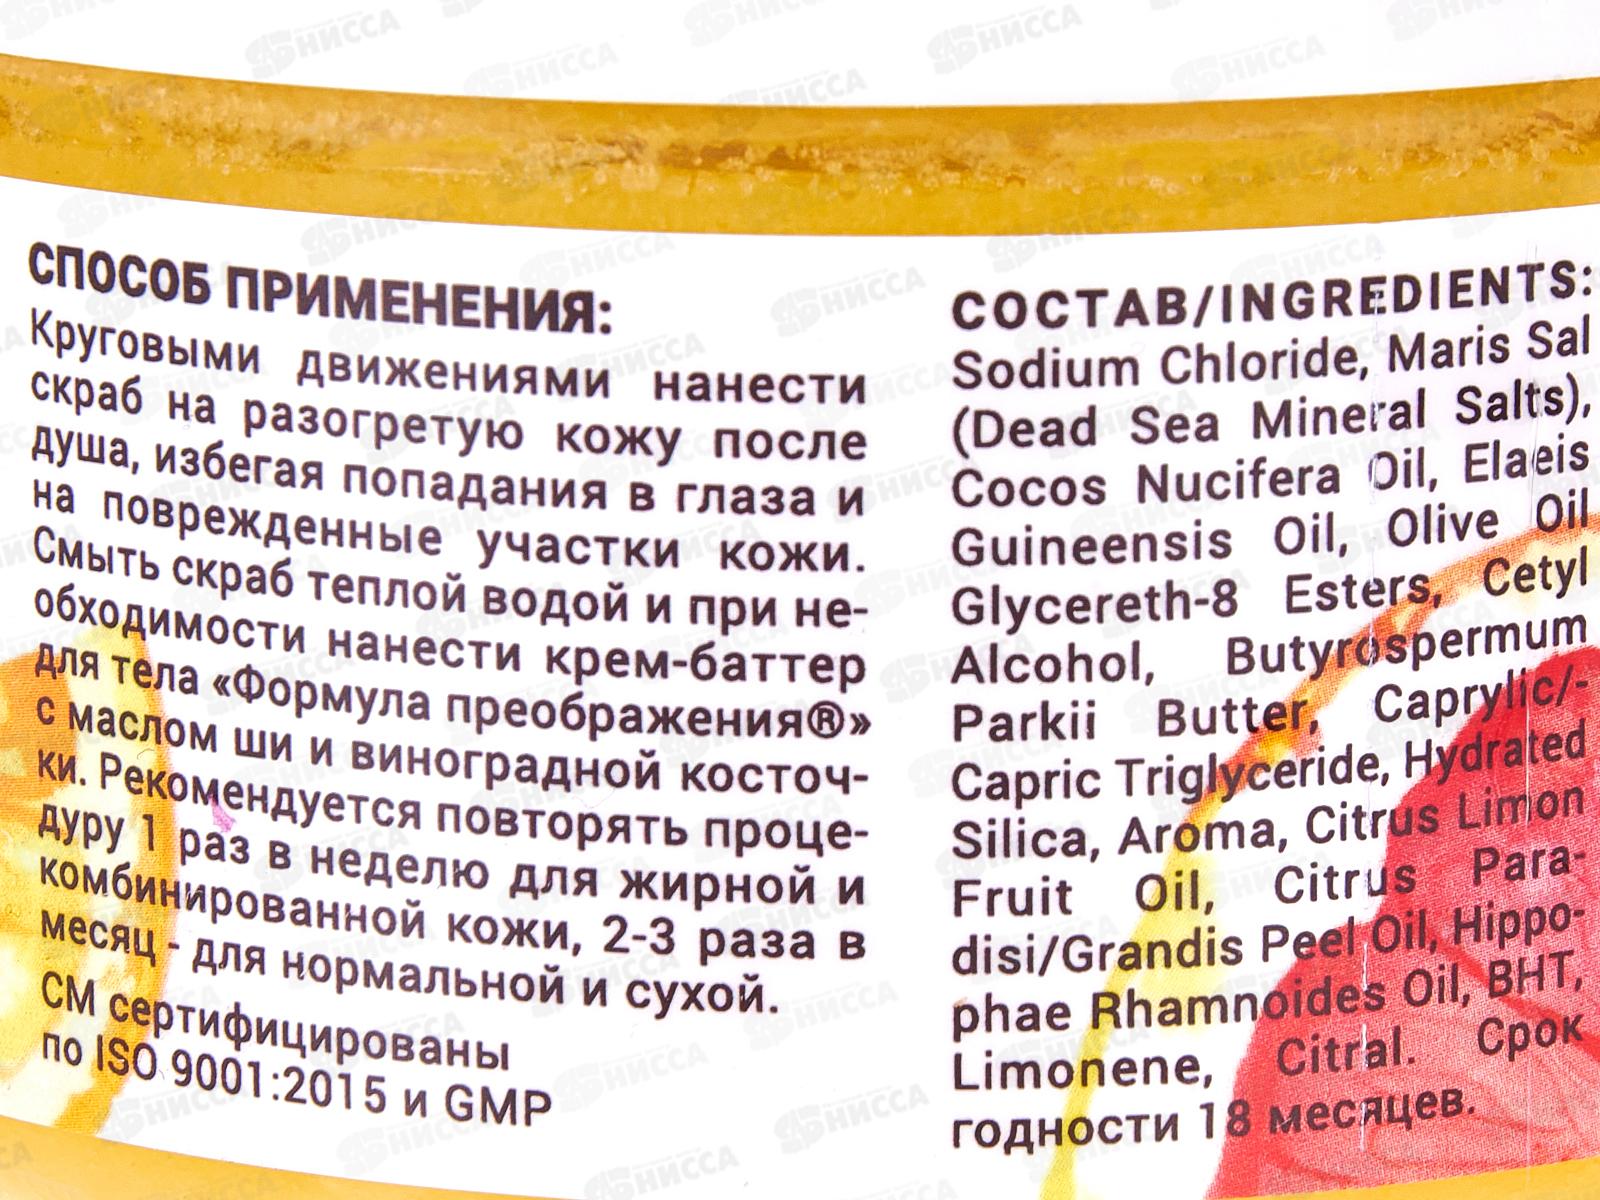 СПОСОБ ПРИМЕНЕНИЯ:
Круговыми движениями нанести
скраб на разогретую кожу после
душа, избегая попадания в глаза и
на поврежденные участки кожи.
Смыть скраб теплой водой и при не-
обходимости нанести крем-баттер
для тела «Формула преображения®»
с маслом ши и виноградной косточ-
ки. Рекомендуется повторять проце-
дуру 1 раз в неделю для жирной и
комбинированной кожи, 2-3 раза в
месяц - для нормальной и сухой.
СМ сертифицированы
по ISO 9001:2015 и GMP
СОСТАВ/INGREDIENTS:
Sodium Chloride, Maris Sal
(Dead Sea Mineral Salts),
Cocos Nucifera Oil, Elaeis
Guineensis Oil, Olive Oil
Glycereth-8 Esters, Cetyl
Alcohol, Butyrospermum
Parkii Butter, Caprylic/-
Capric Triglyceride, Hydrated
Silica, Aroma, Citrus Limon
Fruit Oil, Citrus Para-
disi/Grandis Peel Oil, Hippo-
phae Rhamnoides Oil, BHT,
Limonene, Citral. Срок
годности 18 месяцев.